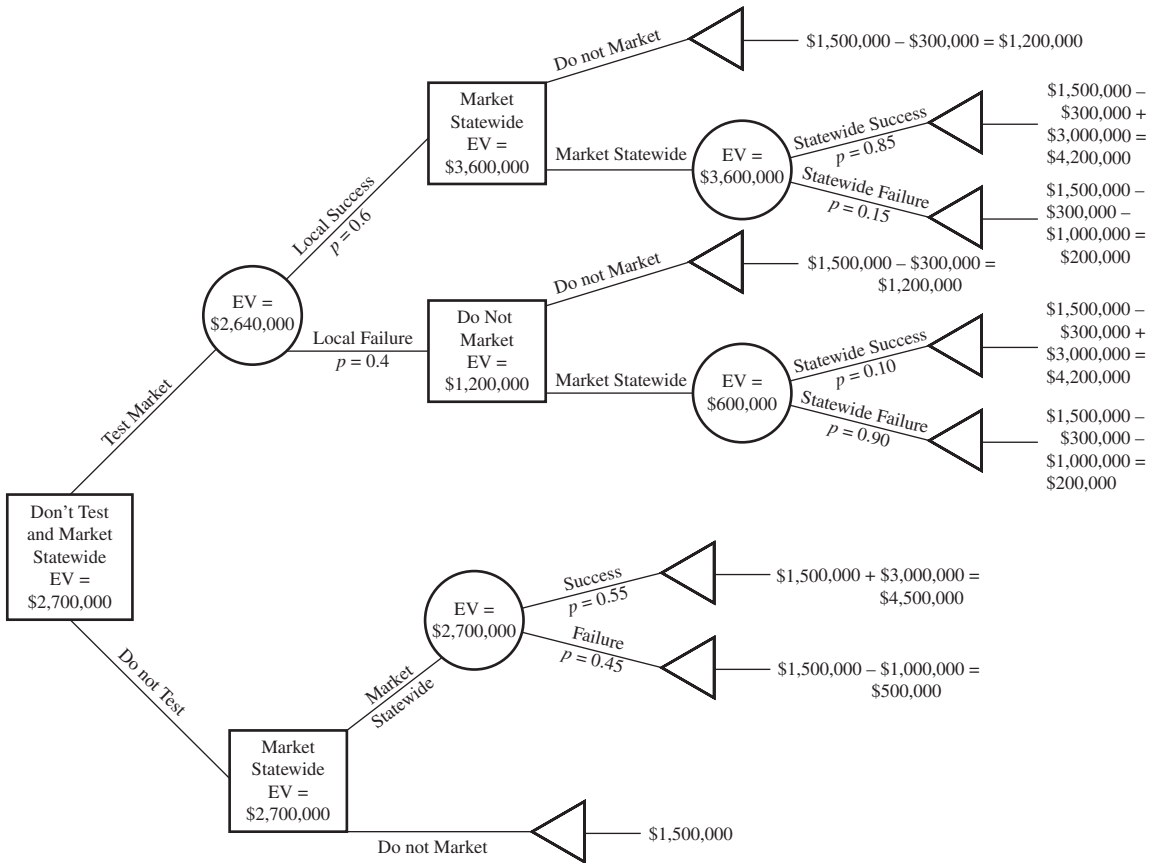 Do not Market
$1,500,000 – $300,000 = $1,200,000
Market
Statewide
EV =
$3,600,000
Market Statewide
EV =
$3,600,000
Statewide Success
p = 0.85
$1,500,000 –
$300,000 +
$3,000,000 =
$4,200,000
Statewide Failure
p = 0.15
$1,500,000 –
$300,000 –
$1,000,000 =
$200,000
Local Success
p = 0.6
EV =
$2,640,000
Local Failure
p = 0.4
Do not Market
$1,500,000 – $300,000 =
$1,200,000
Do Not
Market
EV =
$1,200,000
Market Statewide
EV =
$600,000
Statewide Success
p = 0.10
$1,500,000 –
$300,000 +
$3,000,000 =
$4,200,000
Statewide Failure
p = 0.90
$1,500,000 –
$300,000 –
$1,000,000 =
$200,000
Test Market
Don’t Test
and Market
Statewide
EV =
$2,700,000
Do not Test
Market
Statewide
EV =
$2,700,000
Market
Statewide
EV =
$2,700,000
Success
p = 0.55
$1,500,000 + $3,000,000 =
$4,500,000
Failure
p = 0.45
$1,500,000 – $1,000,000 =
$500,000
Do not Market
$1,500,000